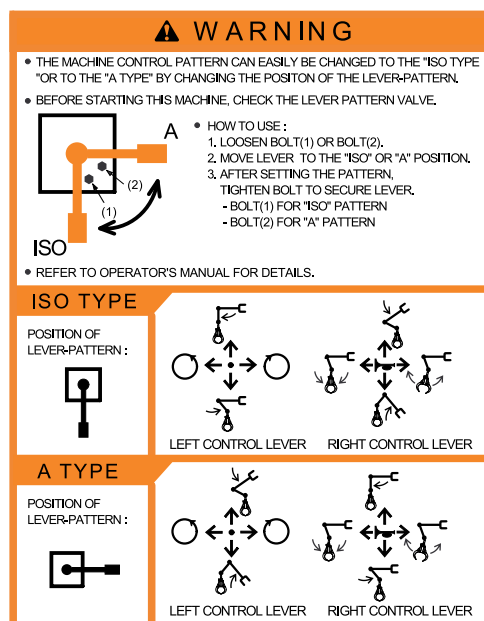 WARNING
• THE MACHINE CONTROL PATTERN CAN EASILY BE CHANGED TO THE "ISO TYPE
"OR TO THE "A TYPE" BY CHANGING THE POSITON OF THE LEVER-PATTERN.
• BEFORE STARTING THIS MACHINE, CHECK THE LEVER PATTERN VALVE.
A
(2)
(1)
ISO
• HOW TO USE :
1. LOOSEN BOLT(1) OR BOLT(2).
2. MOVE LEVER TO THE "ISO" OR "A" POSITION.
3. AFTER SETTING THE PATTERN,
TIGHTEN BOLT TO SECURE LEVER.
- BOLT(1) FOR "ISO" PATTERN
- BOLT(2) FOR "A" PATTERN
• REFER TO OPERATOR'S MANUAL FOR DETAILS.
ISO TYPE
POSITION OF
LEVER-PATTERN :
LEFT CONTROL LEVER
RIGHT CONTROL LEVER
A TYPE
POSITION OF
LEVER-PATTERN :
LEFT CONTROL LEVER
RIGHT CONTROL LEVER